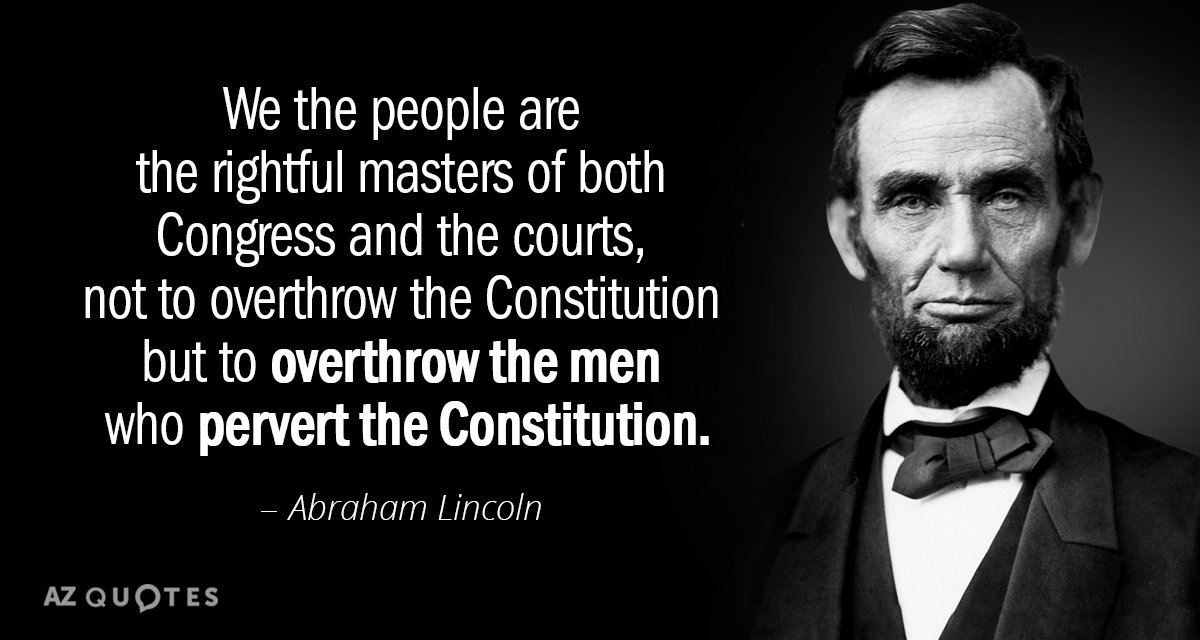 We the people are
the rightful masters of both
Congress and the courts,
not to overthrow the Constitution
but to overthrow the men
who pervert the Constitution.
– Abraham Lincoln
AZ QUOTES